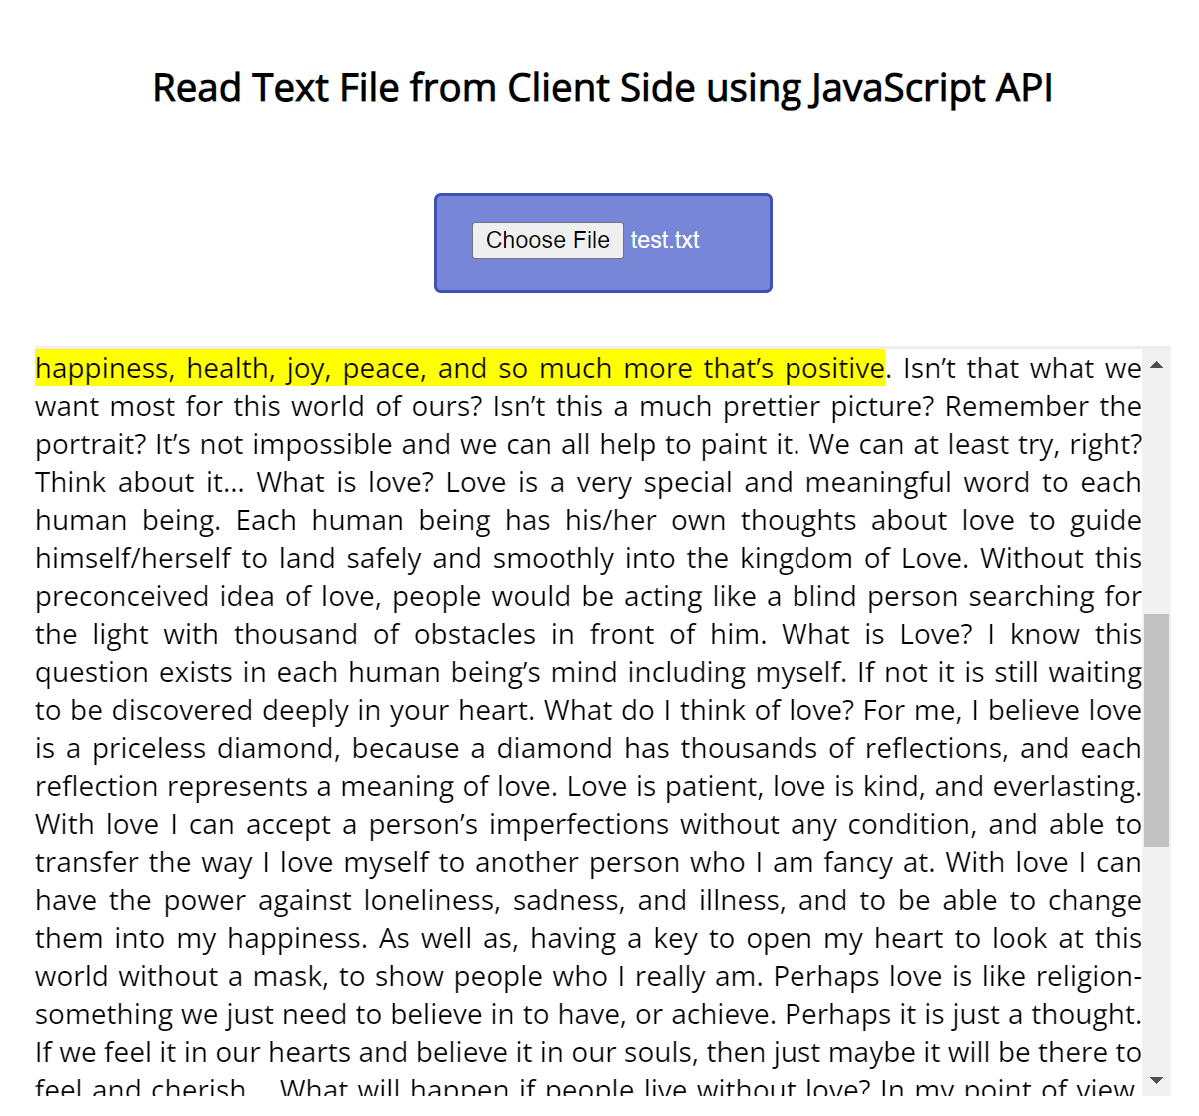 Read Text File from Client Side using JavaScript API
Choose File test.txt
happiness, health, joy, peace, and so much more that’s positive. Isn’t that what we
want most for this world of ours? Isn’t this a much prettier picture? Remember the
portrait? It’s not impossible and we can all help to paint it. We can at least try, right?
Think about it... What is love? Love is a very special and meaningful word to each
human being. Each human being has his/her own thoughts about love to guide
himself/herself to land safely and smoothly into the kingdom of Love. Without this
preconceived idea of love, people would be acting like a blind person searching for
the light with thousand of obstacles in front of him. What is Love? I know this
question exists in each human being’s mind including myself. If not it is still waiting
to be discovered deeply in your heart. What do I think of love? For me, I believe love
is a priceless diamond, because a diamond has thousands of reflections, and each
reflection represents a meaning of love. Love is patient, love is kind, and everlasting.
With love I can accept a person’s imperfections without any condition, and able to
transfer the way I love myself to another person who I am fancy at. With love I can
have the power against loneliness, sadness, and illness, and to be able to change
them into my happiness. As well as, having a key to open my heart to look at this
world without a mask, to show people who I really am. Perhaps love is like religion-
something we just need to believe in to have, or achieve. Perhaps it is just a thought.
If we feel it in our hearts and believe it in our souls, then just maybe it will be there to
feel and cherish... What will happen if people live without love? In my point of view,